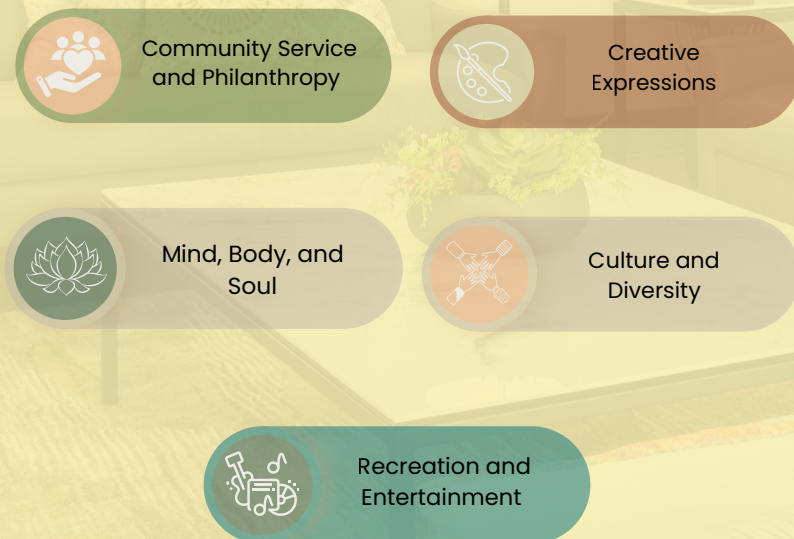 Community Service
and Philanthropy
Creative
Expressions
Mind, Body, and
Soul
Culture and
Diversity
Recreation and
Entertainment